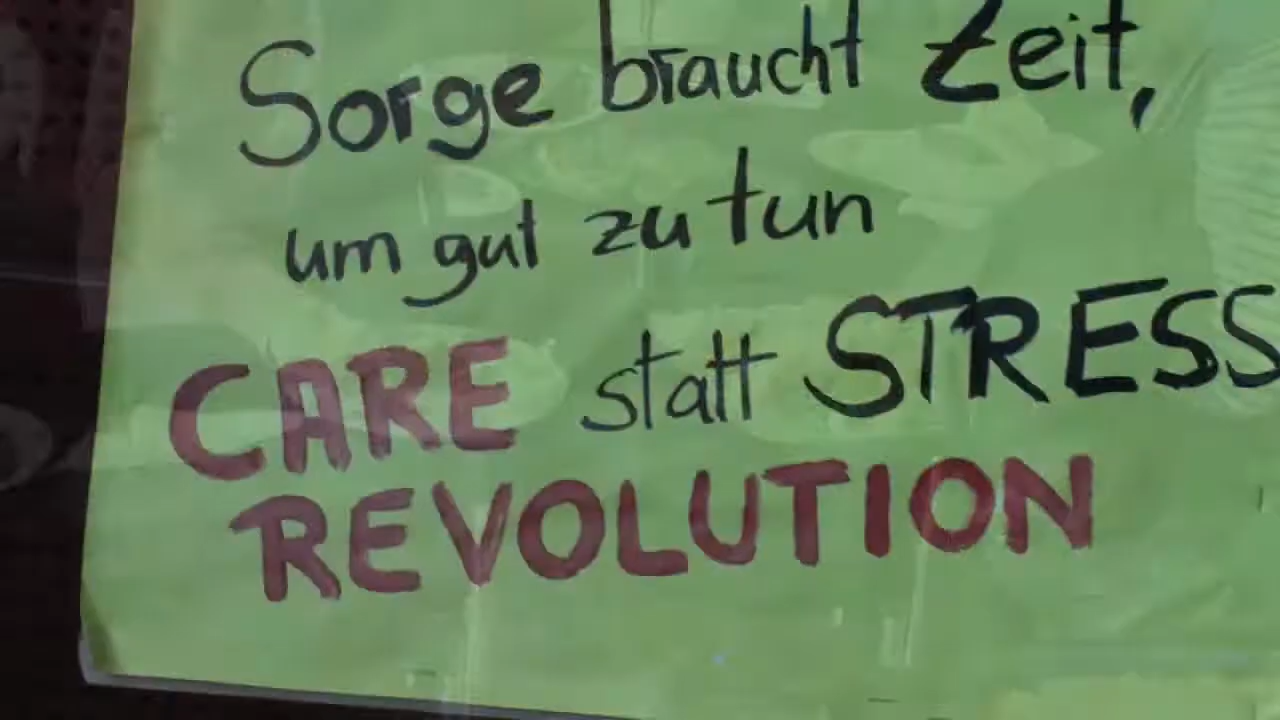 Sorge braucht Zeit,
um gut zu tun
CARE statt STRESS
REVOLUTION